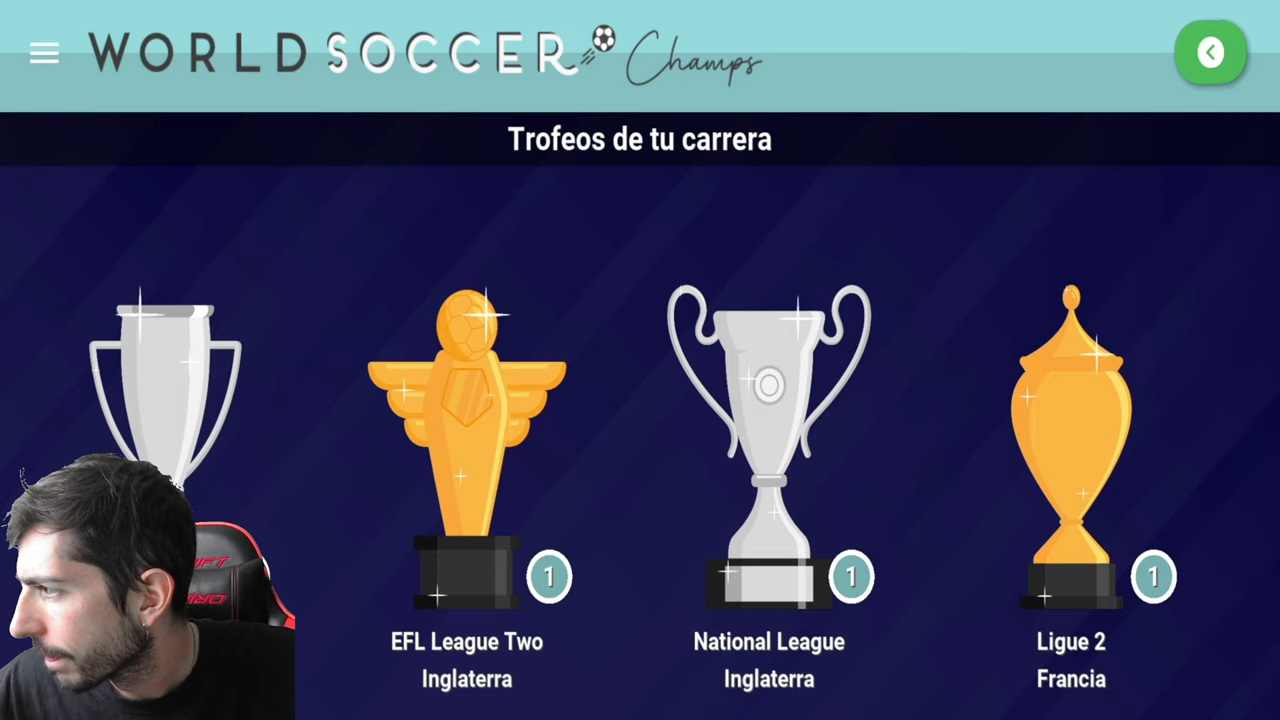 WORLD SOCCER Champs
Trofeos de tu carrera
1
1
1
EFL League Two
Inglaterra
National League
Inglaterra
Ligue 2
Francia